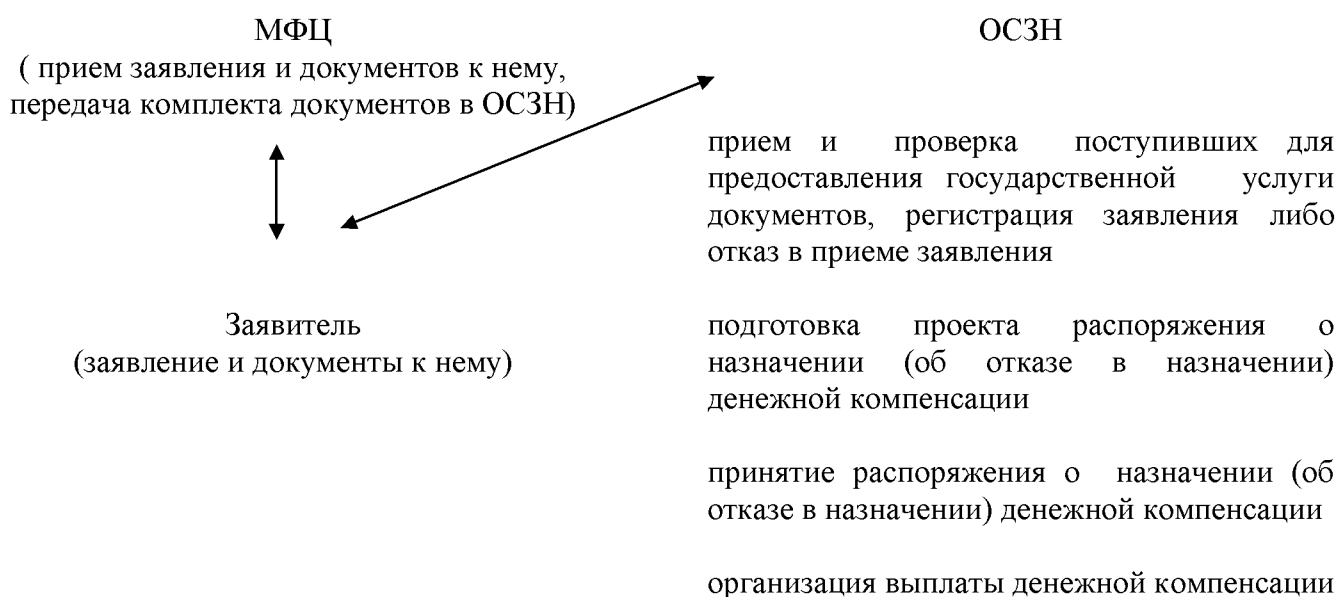 МФЦ
( прием заявления и документов к нему,
передача комплекта документов в ОСЗН)
Заявитель
(заявление и документы к нему)
ОСЗН
прием и проверка поступивших для
предоставления государственной услуги
документов, регистрация заявления либо
отказ в приеме заявления
подготовка проекта распоряжения о
назначении (об отказе в назначении)
денежной компенсации
принятие распоряжения о назначении (об
отказе в назначении) денежной компенсации
организация выплаты денежной компенсации